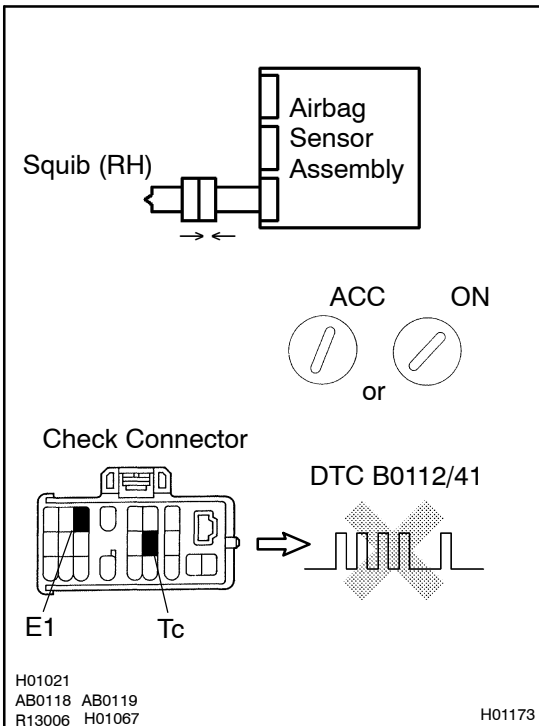 Airbag
Sensor
Assembly
Squib (RH)
ACC ON
or
Check Connector
DTC B0112/41
E1 Tc
H01021
AB0118 AB0119
R13006 H01067
H01173